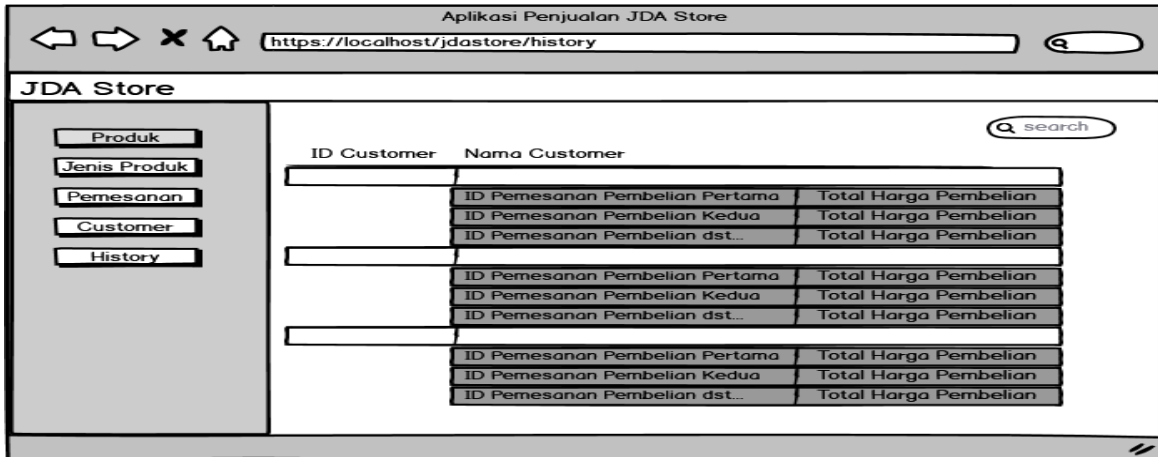 Aplikasi Penjualan JDA Store
https://localhost/jdastore/history
JDA Store
search
Produk
Jenis Produk
Pemesanan
Customer
History
ID Customer Nama Customer
ID Pemesanan Pembelian Pertama Total Harga Pembelian
ID Pemesanan Pembelian Kedua Total Harga Pembelian
ID Pemesanan Pembelian dst... Total Harga Pembelian
ID Pemesanan Pembelian Pertama Total Harga Pembelian
ID Pemesanan Pembelian Kedua Total Harga Pembelian
ID Pemesanan Pembelian dst... Total Harga Pembelian
ID Pemesanan Pembelian Pertama Total Harga Pembelian
ID Pemesanan Pembelian Kedua Total Harga Pembelian
ID Pemesanan Pembelian dst... Total Harga Pembelian